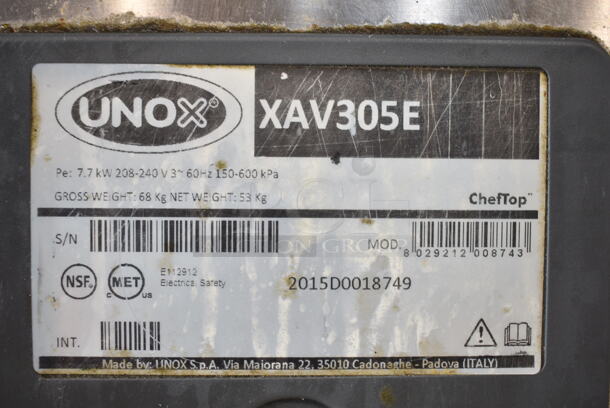 UNOX XAV305E
Pe: 7.7 kW 208-240 V 3~ 60Hz 150-600 kPa
GROSS WEIGHT: 68 Kg NET WEIGHT: 53 Kg
ChefTop™
S/N
MOD.
8 029212 008743
NSF®
C MET US
E112912
Electrical Safety
2015D0018749
INT.
Made by: UNOX S.p.A. Via Majorana 22, 35010 Cadoneghe - Padova (ITALY)